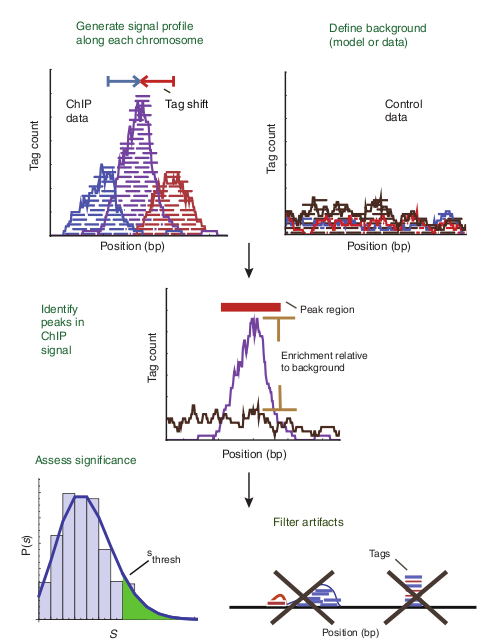 Generate signal profile
along each chromosome
Define background
(model or data)
ChIP
data
Tag shift
Tag count
Position (bp)
Control
data
Tag count
Position (bp)
Identify
peaks in
ChIP
signal
Peak region
Enrichment relative
to background
Tag count
Position (bp)
Assess significance
P(s)
s
thresh
S
Filter artifacts
Tags
Position (bp)